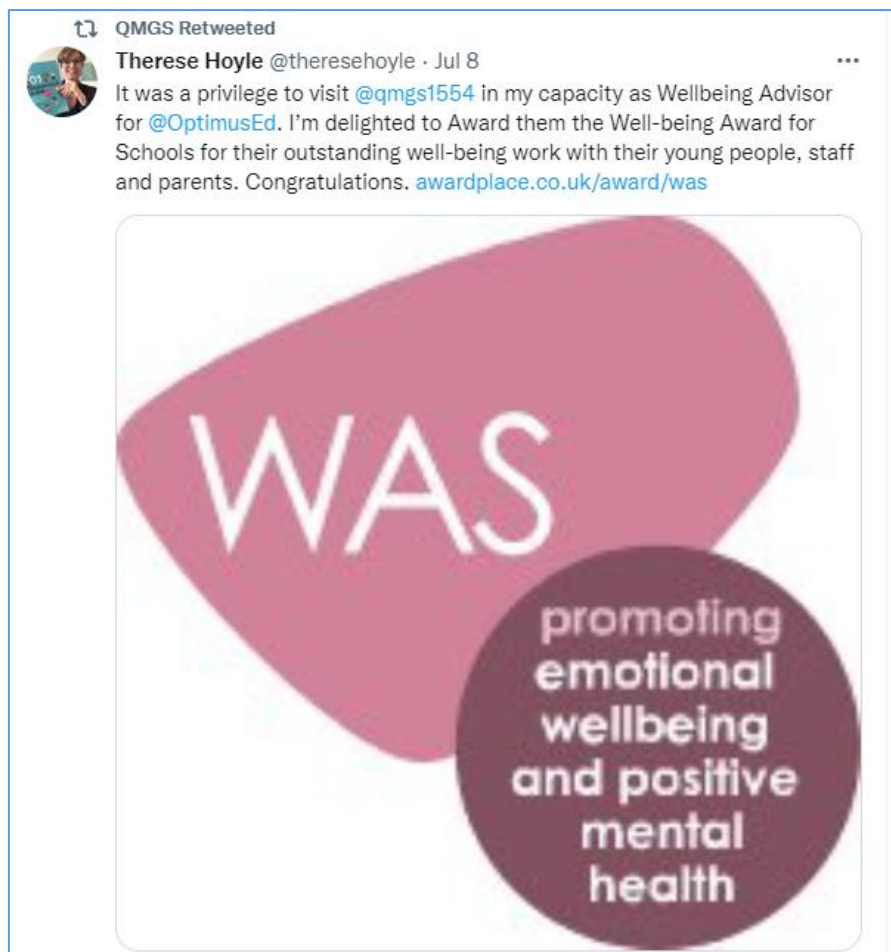 QMGS Retweeted
Therese Hoyle @theresehoyle · Jul 8
It was a privilege to visit @qmgs1554 in my capacity as Wellbeing Advisor
for @OptimusEd. I’m delighted to Award them the Well-being Award for
Schools for their outstanding well-being work with their young people, staff
and parents. Congratulations. awardplace.co.uk/award/was
WAS
promoting
emotional
wellbeing
and positive
mental
health